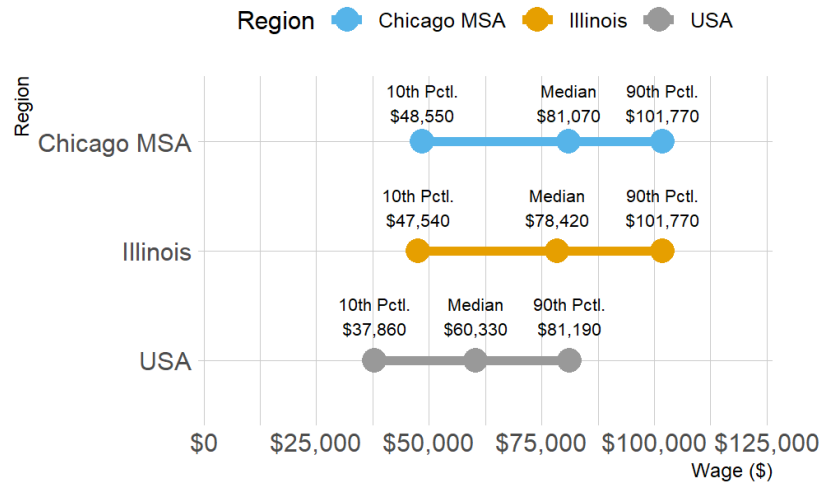 Region Chicago MSA Illinois USA
Region
10th Pctl. Median 90th Pctl.
$48,550 $81,070 $101,770
Chicago MSA
10th Pctl. Median 90th Pctl.
$47,540 $78,420 $101,770
Illinois
10th Pctl. Median 90th Pctl.
$37,860 $60,330 $81,190
USA
$0 $25,000 $50,000 $75,000 $100,000 $125,000
Wage ($)